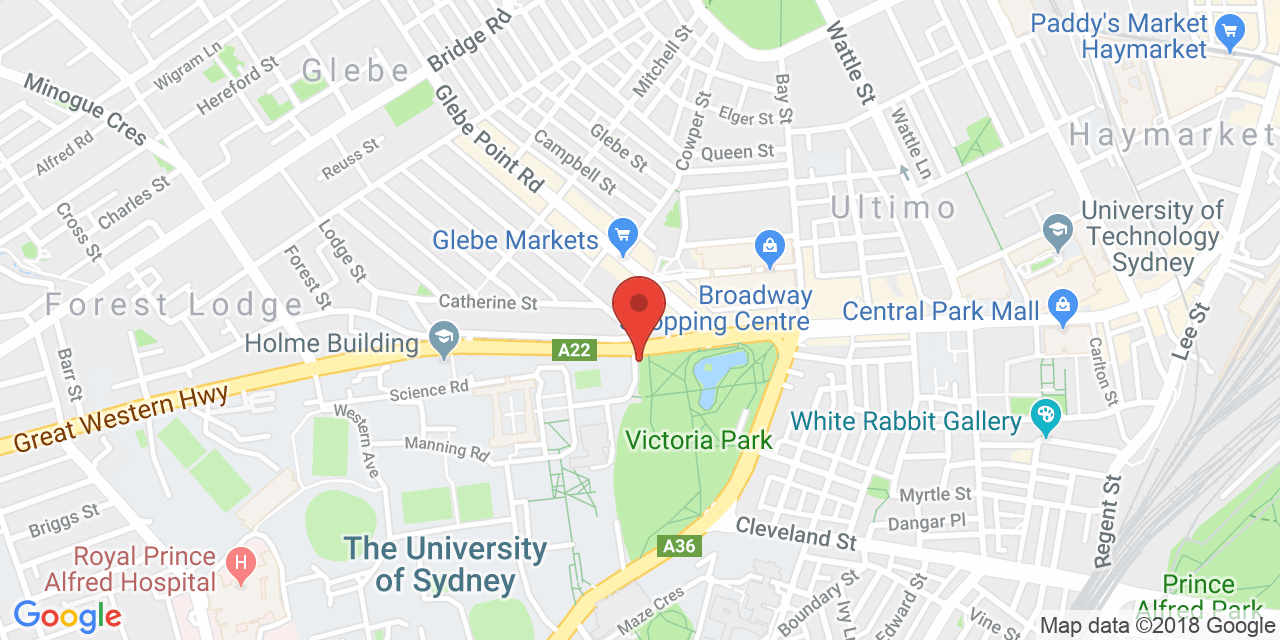 Paddy's Market
Haymarket
Wattle St
Bridge Rd
Mitchell St
Wigram Ln
Glebe
Hereford St
Minogue Cres
Bay St
Elger St
Cowper St
Wattle Ln
Haymarket
Glebe Point Rd
Glebe St
Alfred Rd
Reuss St
Campbell St
Queen St
Charles St
Ultimo
University of
Technology
Sydney
Cross St
Lodge St
Glebe Markets
Forest St
Forest Lodge
Catherine St
Broadway
opping Centre
Central Park Mall
Lee St
Holme Building
A22
Barr St
Carlton St
Science Rd
Great Western Hwy
Western Ave
White Rabbit Gallery
Victoria Park
Manning Rd
Myrtle St
Regent St
Briggs St
Dangar Pl
Cleveland St
A36
Royal Prince
Alfred Hospital
The University
of Sydney
Prince
Alfred Park
Maze Cres
Boundary St
Ivy Ln
Edward St
Vine St
Google
Map data ©2018 Google